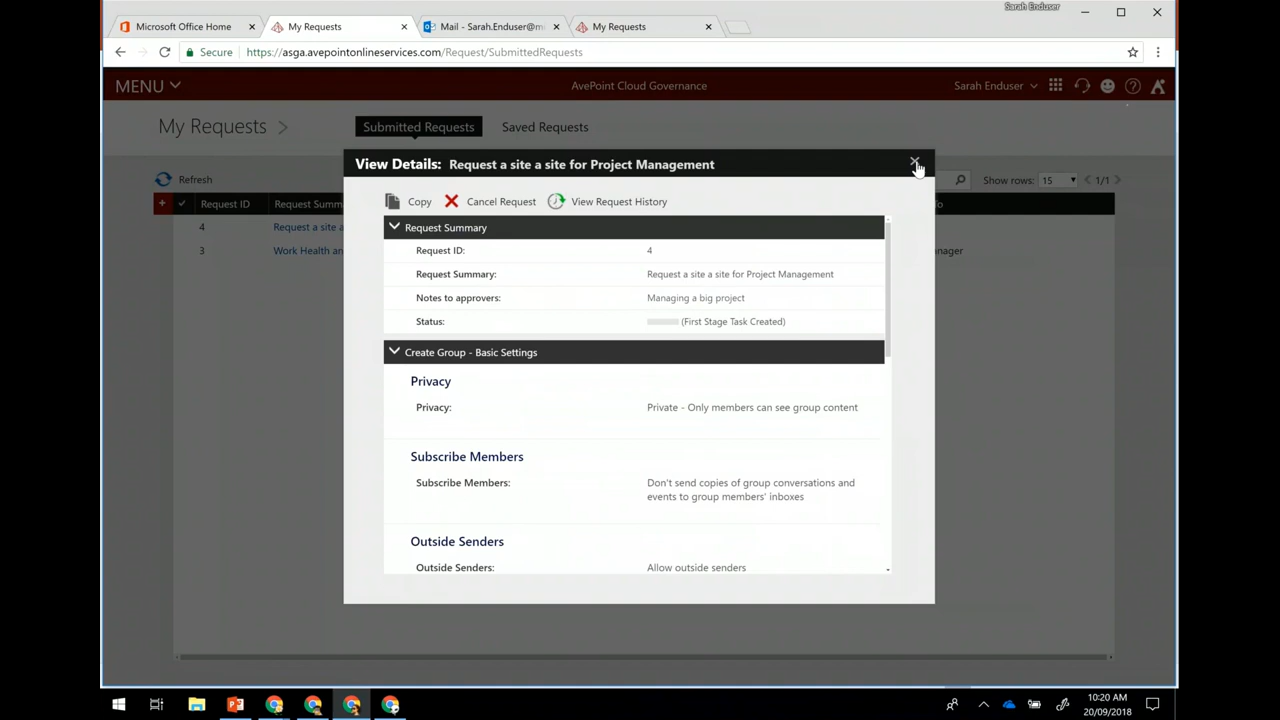 Sarah Enduser
Microsoft Office Home
My Requests
Mail - Sarah.Enduser@m
My Requests
Secure
https://asga.avepointonlineservices.com/Request/SubmittedRequests
MENU
AvePoint Cloud Governance
Sarah Enduser
My Requests
Submitted Requests
Saved Requests
View Details: Request a site a site for Project Management
Refresh
Show rows: 15
1/1
Request ID
Request Summ
To
Copy
Cancel Request
View Request History
4
Request a site a
Request Summary
3
Work Health an
Request ID:
4
anager
Request Summary:
Request a site a site for Project Management
Notes to approvers:
Managing a big project
Status:
(First Stage Task Created)
Create Group - Basic Settings
Privacy
Privacy:
Private - Only members can see group content
Subscribe Members
Subscribe Members:
Don't send copies of group conversations and
events to group members' inboxes
Outside Senders
Outside Senders:
Allow outside senders
10:20 AM
20/09/2018